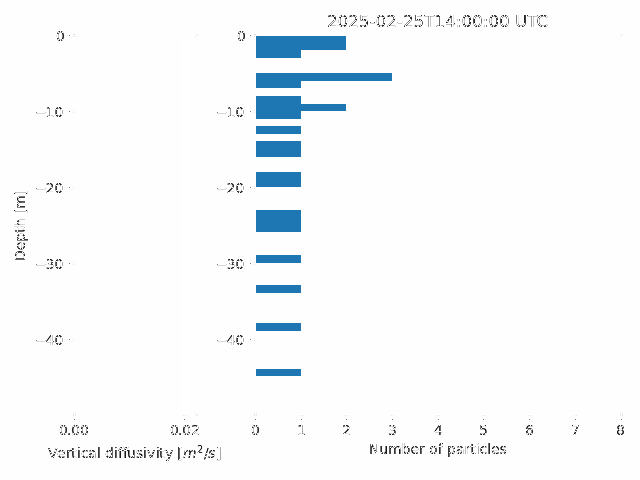 2025-02-25T14:00:00 UTC
0
−10
−20
−30
−40
Depth [m]
0.00
0.02
Vertical diffusivity [m²/s]
0
−10
−20
−30
−40
0 1 2 3 4 5 6 7 8
Number of particles